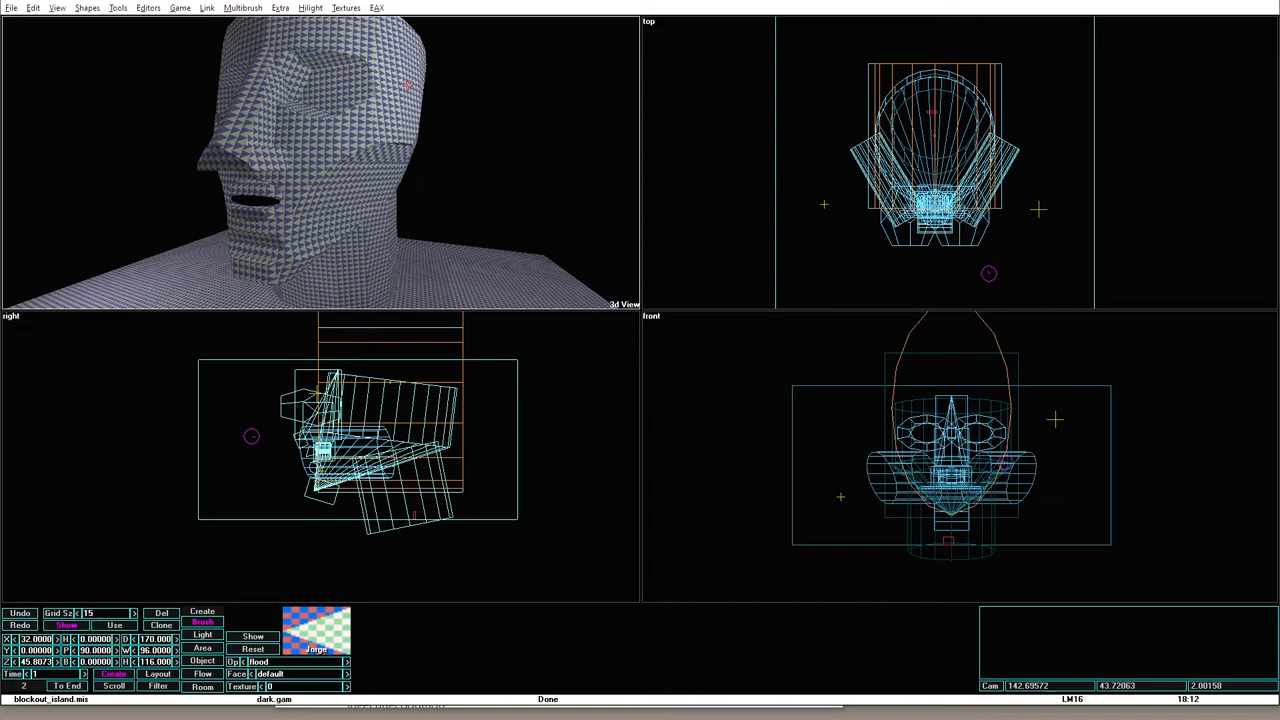 File Edit View Shapes Tools Editors Game Link Multibrush Extra Hilight Textures EAX
top
3d View
right
front
Undo Grid Sz < 15 > Del Create
Redo Show Use Clone Brush
X < 32.0000 > H < 0.00000 > D < 170.000 > Light Show
Y < 0.00000 > P < 90.0000 > W < 96.0000 > Area Reset Jorge
Z < 45.8073 > B < 0.00000 > H < 116.000 > Object Op < flood >
Time < 1 > Create Layout Flow Face < default >
2 To End Scroll Filter Room Texture < 0 > Cam 142.69572 43.72063 2.00158
blockout_island.mis dark.gam Done LM16 18:12